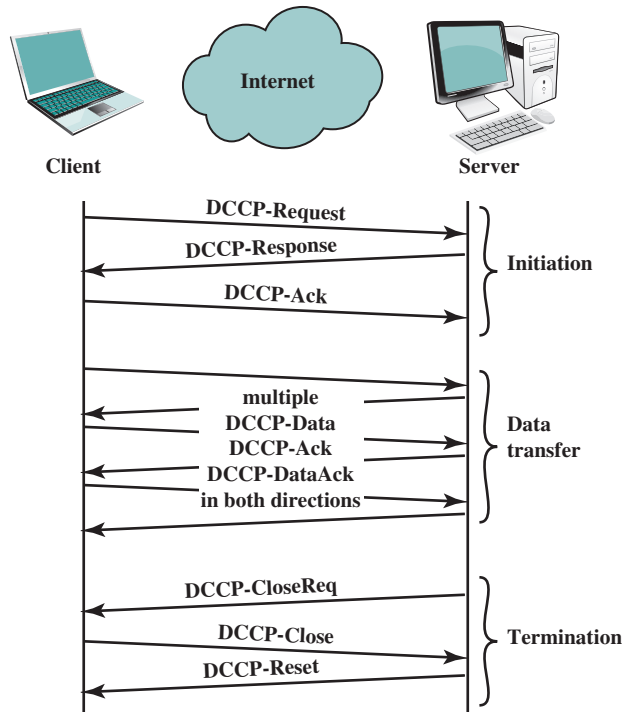 Internet
Client
Server
DCCP-Request
DCCP-Response
DCCP-Ack
Initiation
multiple
DCCP-Data
DCCP-Ack
DCCP-DataAck
in both directions
Data
transfer
DCCP-CloseReq
DCCP-Close
DCCP-Reset
Termination